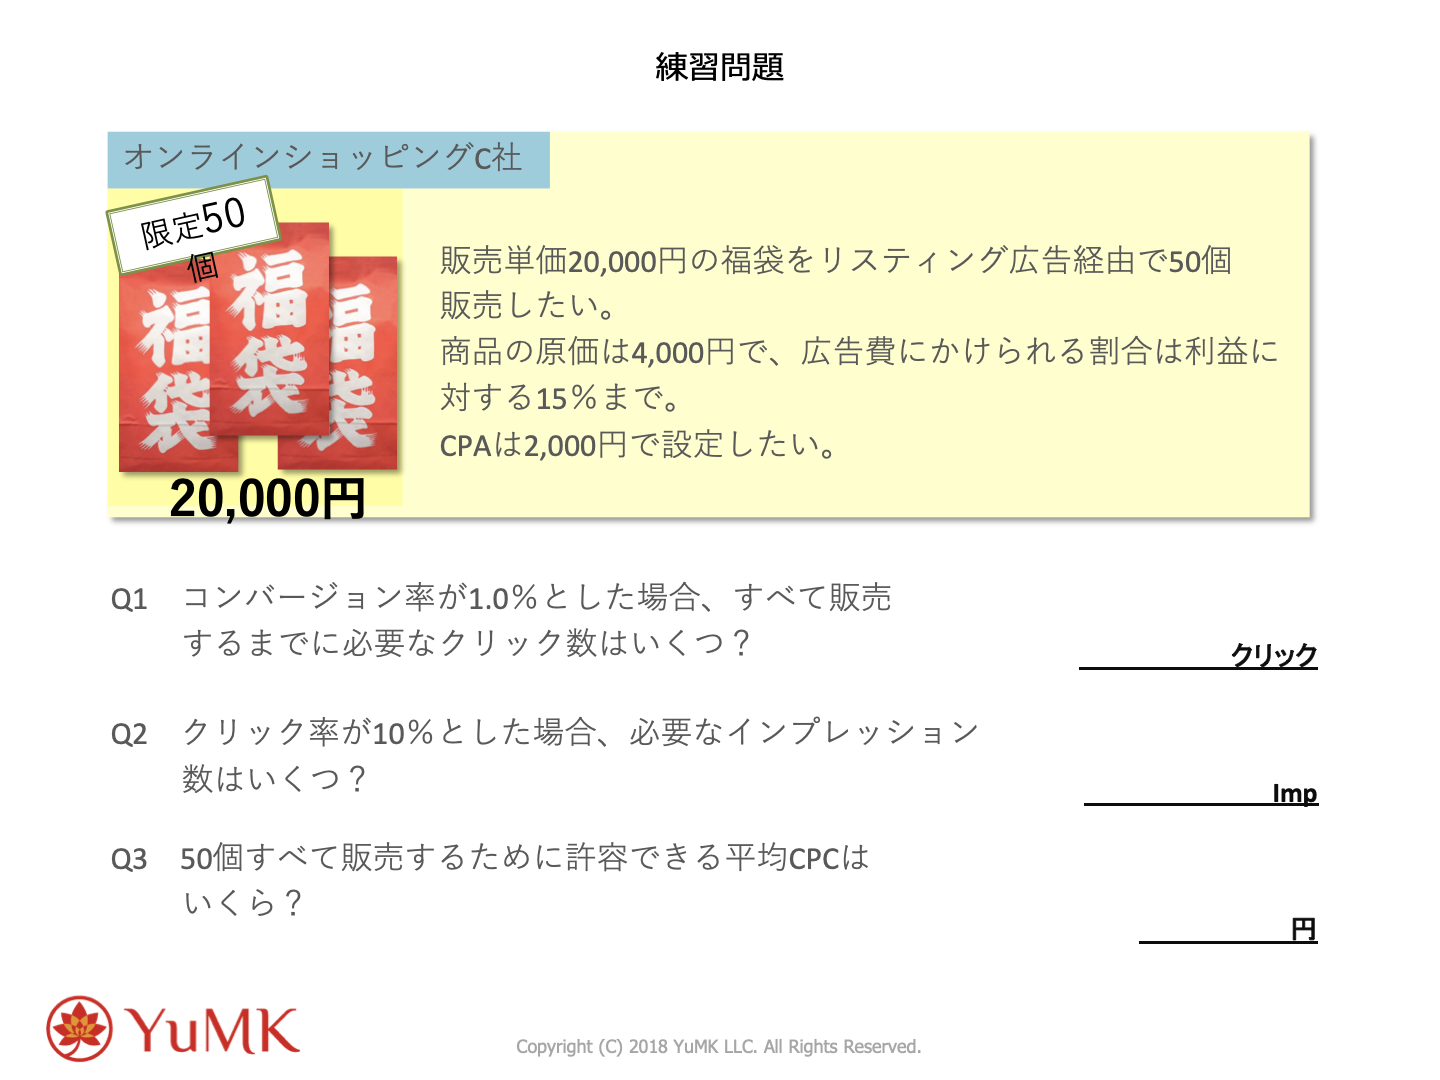 練習問題
オンラインショッピングC社
限定50
個
福袋
福袋
福袋
20,000円
販売単価20,000円の福袋をリスティング広告経由で50個
販売したい。
商品の原価は4,000円で、広告費にかけられる割合は利益に
対する15％まで。
CPAは2,000円で設定したい。
Q1 コンバージョン率が1.0％とした場合、すべて販売
するまでに必要なクリック数はいくつ？
クリック
Q2 クリック率が10％とした場合、必要なインプレッション
数はいくつ？
Imp
Q3 50個すべて販売するために許容できる平均CPCは
いくら？
円
YuMK
Copyright (C) 2018 YuMK LLC. All Rights Reserved.